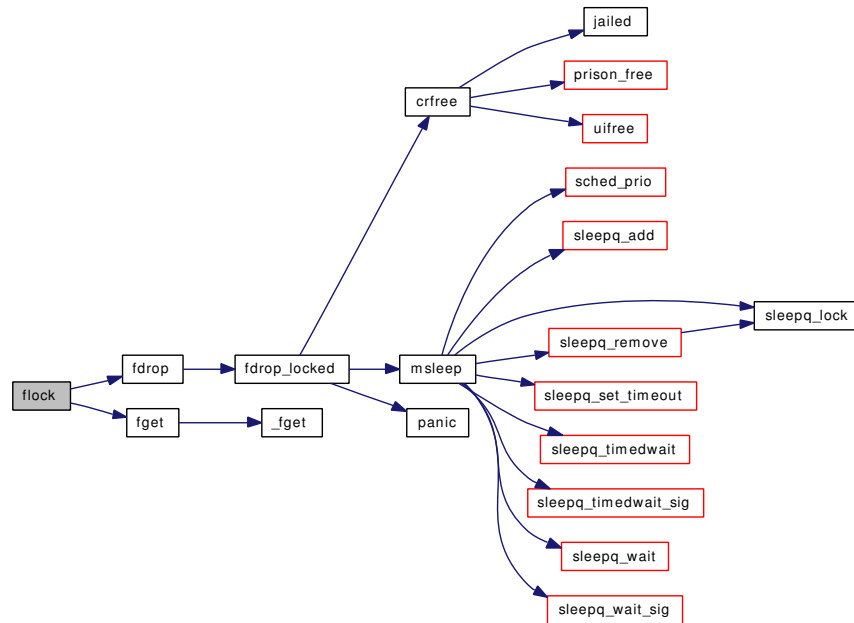 jailed
prison_free
crfree
uifree
sched_prio
sleepq_add
sleepq_lock
sleepq_remove
fdrop
fdrop_locked
msleep
flock
sleepq_set_timeout
fget
_fget
panic
sleepq_timedwait
sleepq_timedwait_sig
sleepq_wait
sleepq_wait_sig